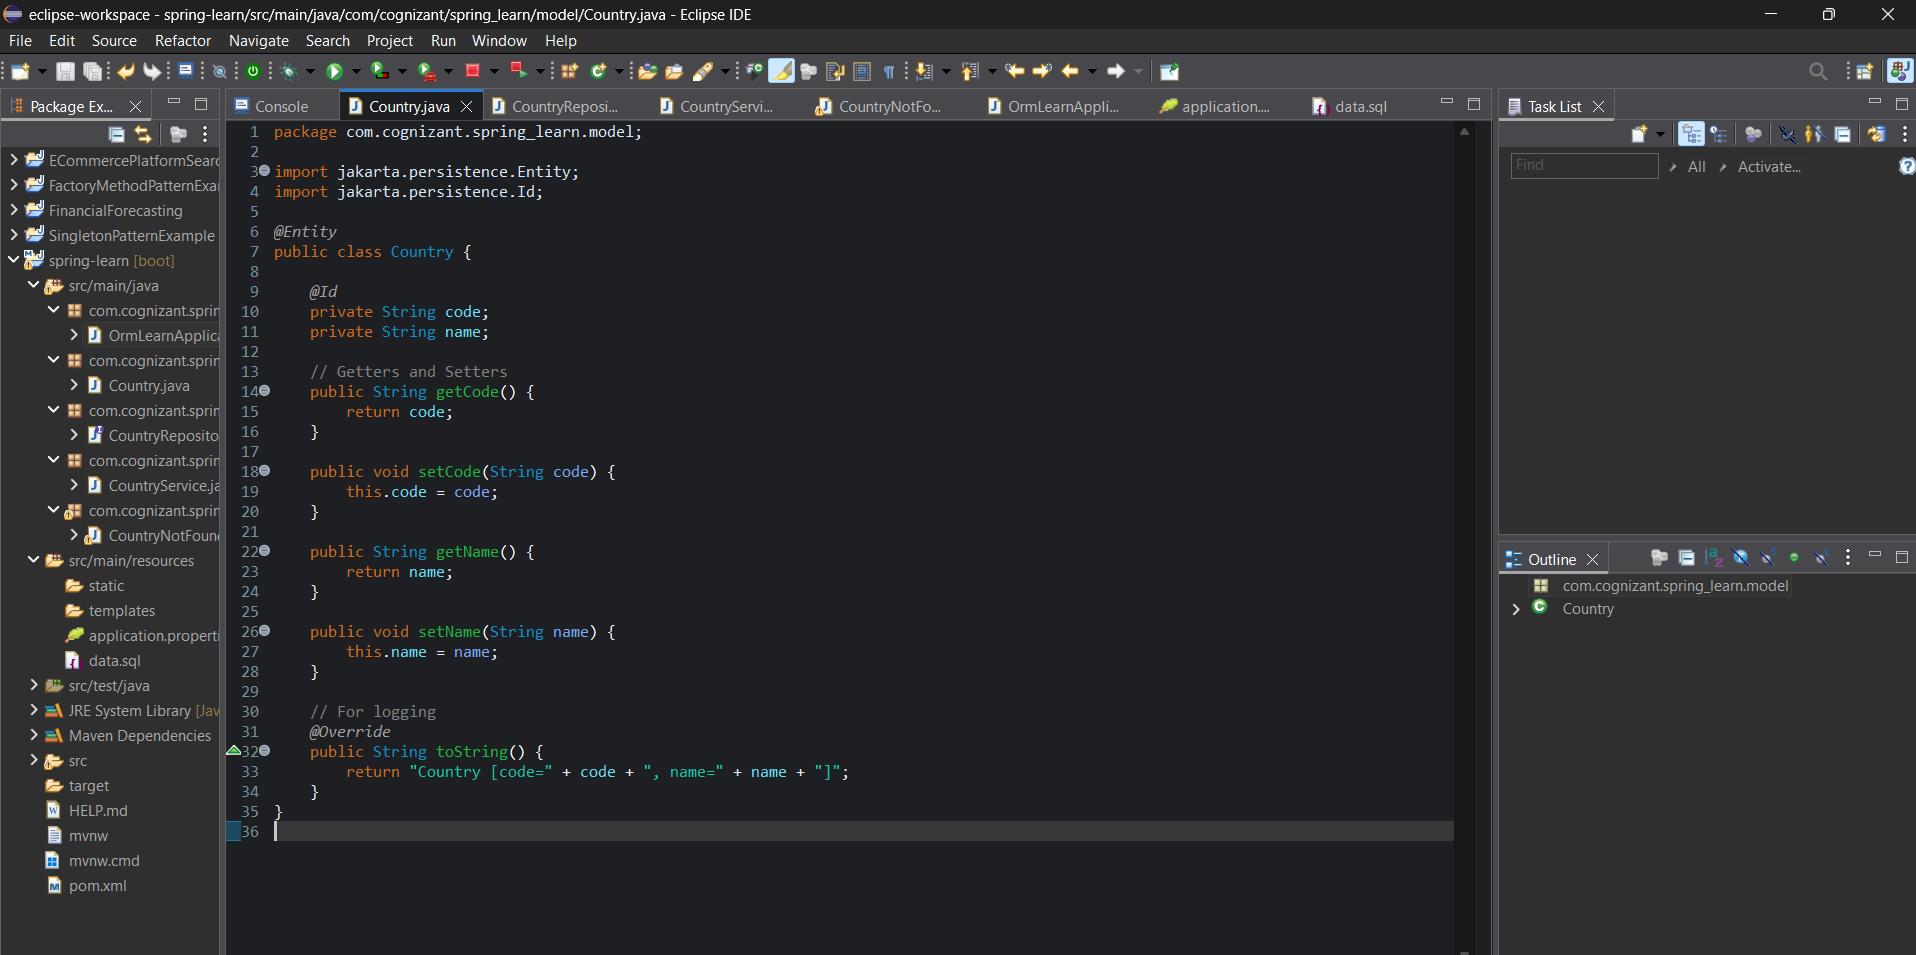 eclipse-workspace - spring-learn/src/main/java/com/cognizant/spring_learn/model/Country.java - Eclipse IDE
File Edit Source Refactor Navigate Search Project Run Window Help
Package Ex...
ECommercePlatformSear
FactoryMethodPatternExa
FinancialForecasting
SingletonPatternExample
spring-learn [boot]
src/main/java
com.cognizant.sprin
OrmLearnApplic
com.cognizant.sprin
Country.java
com.cognizant.sprin
CountryReposito
com.cognizant.sprin
CountryService.ja
com.cognizant.sprin
CountryNotFoun
src/main/resources
static
templates
application.properti
data.sql
src/test/java
JRE System Library [Jav
Maven Dependencies
src
target
HELP.md
mvnw
mvnw.cmd
pom.xml
Console Country.java CountryReposi... CountryServi... CountryNotFo... OrmLearnAppli... application.... data.sql
1 package com.cognizant.spring_learn.model;
2
3 import jakarta.persistence.Entity;
4 import jakarta.persistence.Id;
5
6 @Entity
7 public class Country {
8
9 @Id
10 private String code;
11 private String name;
12
13 // Getters and Setters
14 public String getCode() {
15 return code;
16 }
17
18 public void setCode(String code) {
19 this.code = code;
20 }
21
22 public String getName() {
23 return name;
24 }
25
26 public void setName(String name) {
27 this.name = name;
28 }
29
30 // For logging
31 @Override
32 public String toString() {
33 return "Country [code=" + code + ", name=" + name + "]";
34 }
35 }
36
Task List
Find All Activate...
Outline
com.cognizant.spring_learn.model
Country